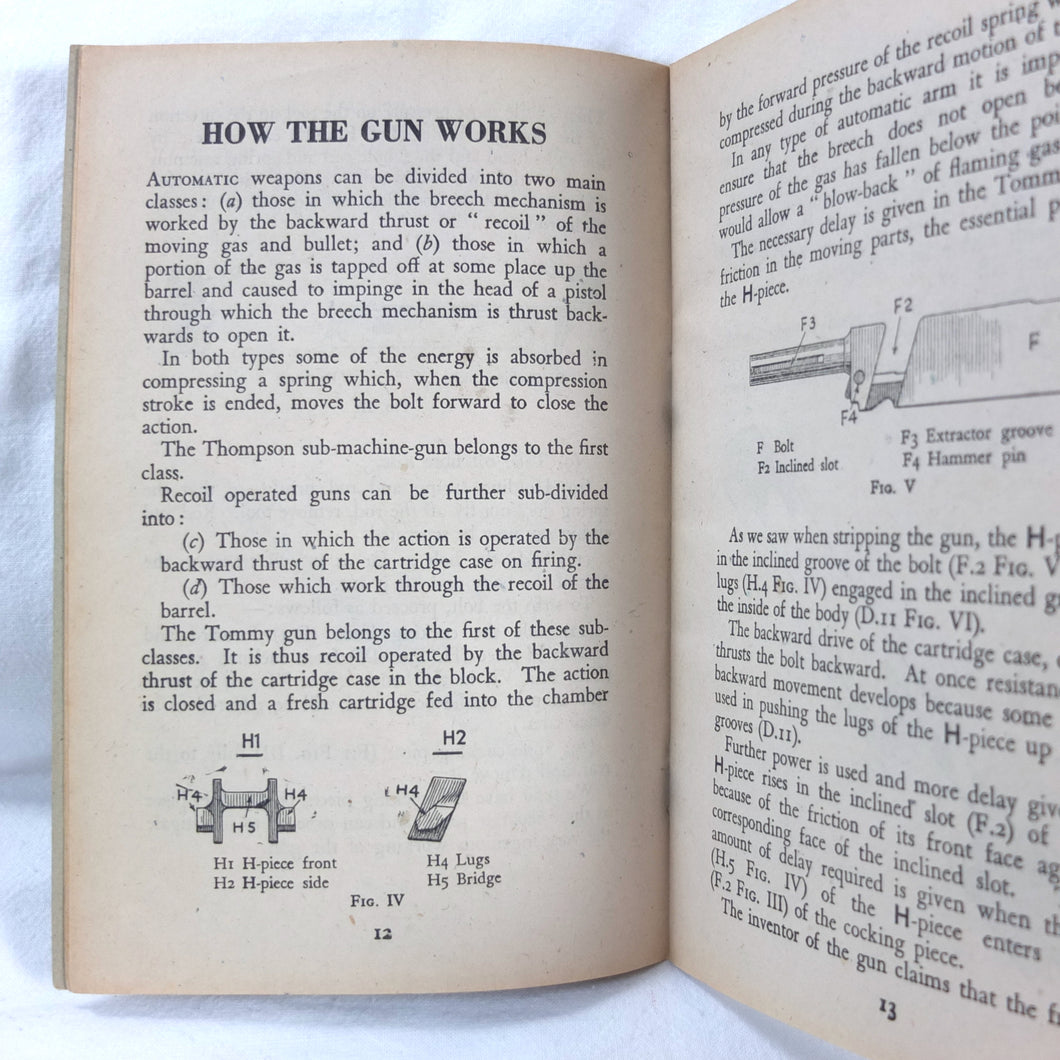 HOW THE GUN WORKS
AUTOMATIC weapons can be divided into two main
classes: (a) those in which the breech mechanism is
worked by the backward thrust or " recoil " of the
moving gas and bullet; and (b) those in which a
portion of the gas is tapped off at some place up the
barrel and caused to impinge in the head of a pistol
through which the breech mechanism is thrust back-
wards to open it.
In both types some of the energy is absorbed in
compressing a spring which, when the compression
stroke is ended, moves the bolt forward to close the
action.
The Thompson sub-machine-gun belongs to the first
class.
Recoil operated guns can be further sub-divided
into :
(c) Those in which the action is operated by the
backward thrust of the cartridge case on firing.
(d) Those which work through the recoil of the
barrel.
The Tommy gun belongs to the first of these sub-
classes. It is thus recoil operated by the backward
thrust of the cartridge case in the block. The action
is closed and a fresh cartridge fed into the chamber
H1 H2
H4 H4 H4
H5
H1 H-piece front H4 Lugs
H2 H-piece side H5 Bridge
FIG. IV
12
by the forward pressure of the recoil spring
compressed during the backward motion of
In any type of automatic arm it is
ensure that the breech does not open
pressure of the gas has fallen below the
would allow a " blow-back " of flaming gas
The necessary delay is given in the
friction in the moving parts, the essential
the H-piece.
F3 F2 F
F4
F Bolt F3 Extractor groove
F2 Inclined slot F4 Hammer pin
FIG. V
As we saw when stripping the gun, the
in the inclined groove of the bolt (F.2 FIG. V
lugs (H.4 FIG. IV) engaged in the inclined
the inside of the body (D.11 FIG. VI).
The backward drive of the cartridge case,
thrusts the bolt backward. At once
backward movement develops because some
used in pushing the lugs of the H-piece up
grooves (D.11).
Further power is used and more delay
H-piece rises in the inclined slot (F.2) of
because of the friction of its front face
corresponding face of the inclined slot.
amount of delay required is given when
(H.5 FIG. IV) of the H-piece enters
(F.2 FIG. III) of the cocking piece.
The inventor of the gun claims that the
13